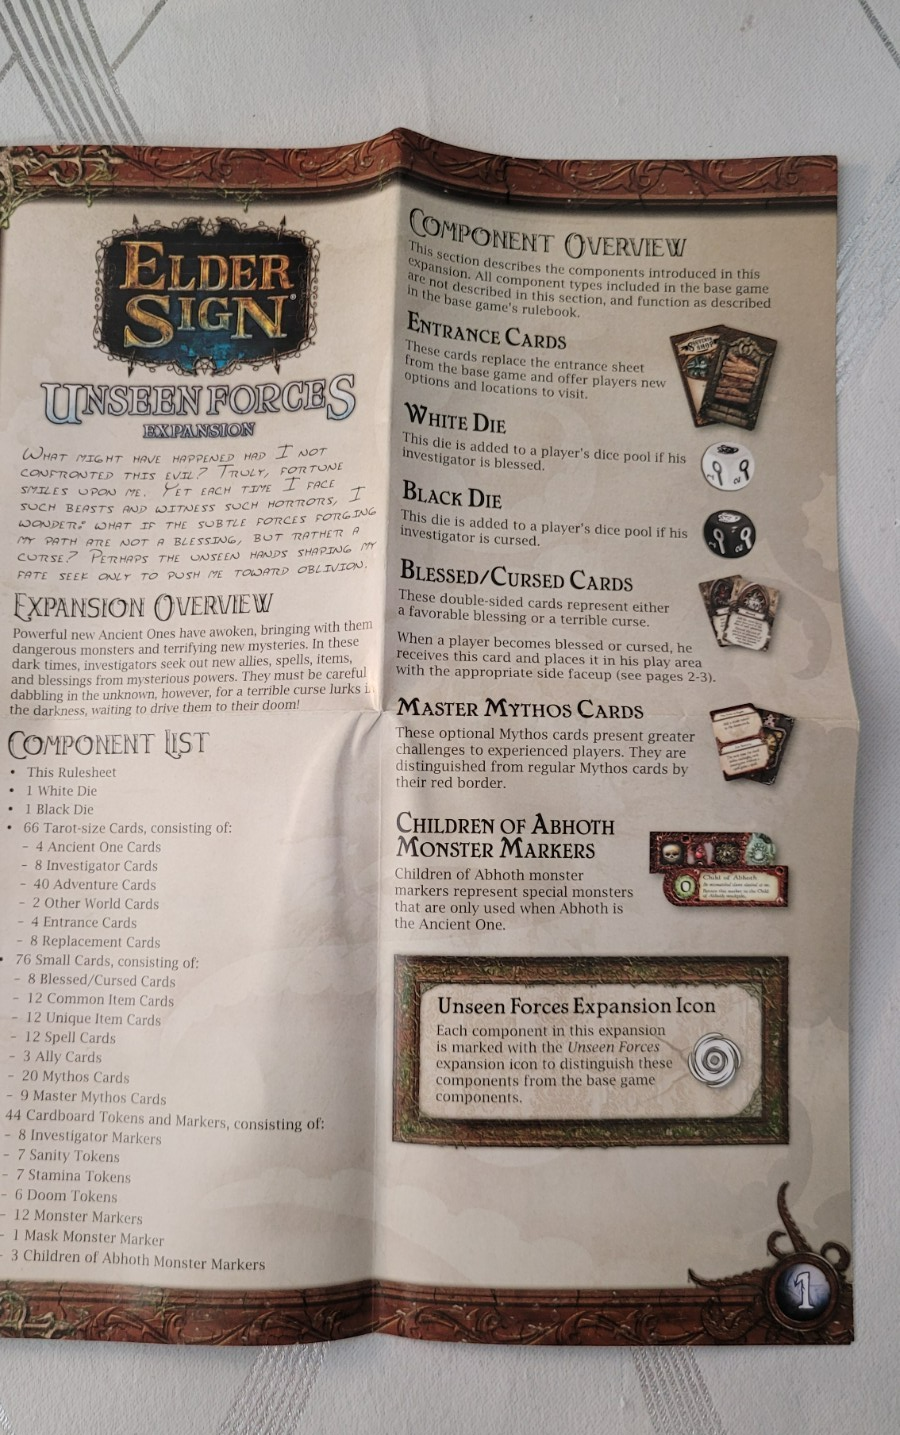 ELDER
SIGN®
UNSEEN FORCES
EXPANSION
WHAT MIGHT HAVE HAPPENED HAD I NOT
CONFRONTED THIS EVIL? TRULY, FORTUNE
SMILES UPON ME. YET EACH TIME I FACE
SUCH BEASTS AND WITNESS SUCH HORRORS, I
WONDER: WHAT IF THE SUBTLE FORCES FORGING
MY PATH ARE NOT A BLESSING, BUT RATHER A
CURSE? PERHAPS THE UNSEEN HANDS SHAPING MY
FATE SEEK ONLY TO PUSH ME TOWARD OBLIVION.
EXPANSION OVERVIEW
Powerful new Ancient Ones have awoken, bringing with them
dangerous monsters and terrifying new mysteries. In these
dark times, investigators seek out new allies, spells, items,
and blessings from mysterious powers. They must be careful
dabbling in the unknown, however, for a terrible curse lurks
the darkness, waiting to drive them to their doom!
COMPONENT LIST
• This Rulesheet
• 1 White Die
• 1 Black Die
• 66 Tarot-size Cards, consisting of:
– 4 Ancient One Cards
– 8 Investigator Cards
– 40 Adventure Cards
– 2 Other World Cards
– 4 Entrance Cards
– 8 Replacement Cards
• 76 Small Cards, consisting of:
– 8 Blessed/Cursed Cards
– 12 Common Item Cards
– 12 Unique Item Cards
– 12 Spell Cards
– 3 Ally Cards
– 20 Mythos Cards
– 9 Master Mythos Cards
44 Cardboard Tokens and Markers, consisting of:
– 8 Investigator Markers
– 7 Sanity Tokens
– 7 Stamina Tokens
– 6 Doom Tokens
– 12 Monster Markers
– 1 Mask Monster Marker
– 3 Children of Abhoth Monster Markers
COMPONENT OVERVIEW
This section describes the components introduced in this
expansion. All component types included in the base game
are not described in this section, and function as described
in the base game's rulebook.
ENTRANCE CARDS
These cards replace the entrance sheet
from the base game and offer players new
options and locations to visit.
WHITE DIE
This die is added to a player's dice pool if his
investigator is blessed.
BLACK DIE
This die is added to a player's dice pool if his
investigator is cursed.
BLESSED/CURSED CARDS
These double-sided cards represent either
a favorable blessing or a terrible curse.
When a player becomes blessed or cursed, he
receives this card and places it in his play area
with the appropriate side faceup (see pages 2-3).
MASTER MYTHOS CARDS
These optional Mythos cards present greater
challenges to experienced players. They are
distinguished from regular Mythos cards by
their red border.
CHILDREN OF ABHOTH
MONSTER MARKERS
Children of Abhoth monster
markers represent special monsters
that are only used when Abhoth is
the Ancient One.
Child of Abhoth
Unseen Forces Expansion Icon
Each component in this expansion
is marked with the Unseen Forces
expansion icon to distinguish these
components from the base game
components.
1